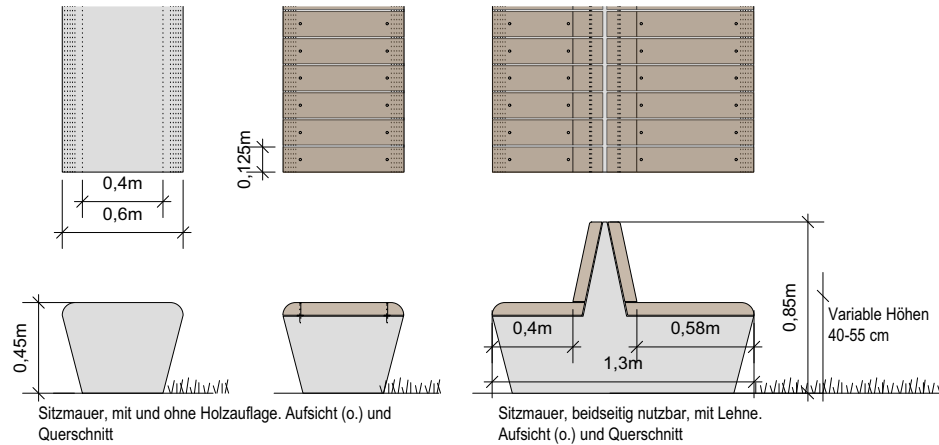 0,125m
0,4m
0,6m
0,45m
0,4m
0,58m
1,3m
0,85m
Variable Höhen
40-55 cm
Sitzmauer, mit und ohne Holzauflage. Aufsicht (o.) und
Querschnitt
Sitzmauer, beidseitig nutzbar, mit Lehne.
Aufsicht (o.) und Querschnitt